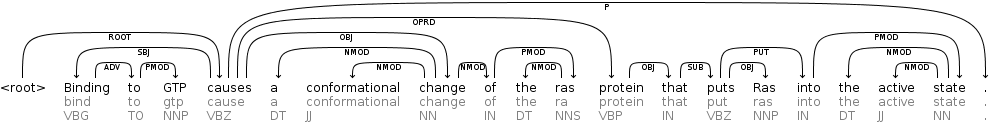 P
OPRD
ROOT OBJ
SBJ NMOD PMOD PUT PMOD NMOD
ADV PMOD NMOD NMOD NMOD OBJ SUB OBJ NMOD
<root> Binding to GTP causes a conformational change of the ras protein that puts Ras into the active state .
bind to gtp cause a conformational change of the ra protein that put ras into the active state .
VBG TO NNP VBZ DT JJ NN IN DT NNS VBP IN VBZ NNP IN DT JJ NN .